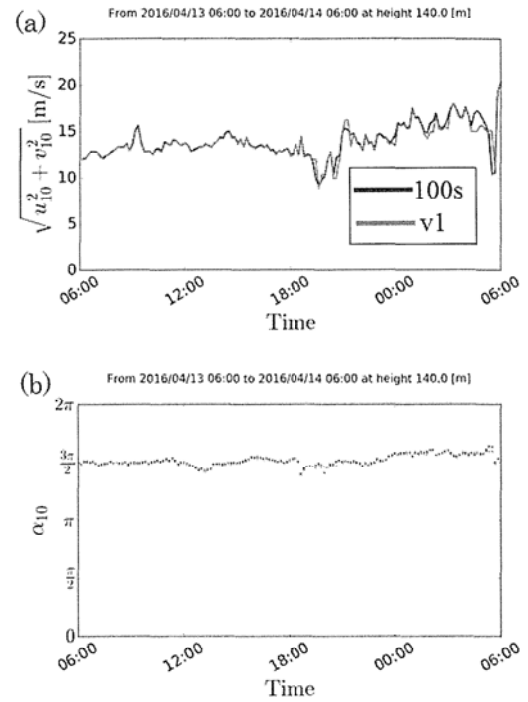 (a)
From 2016/04/13 06:00 to 2016/04/14 06:00 at height 140.0 [m]
√(u₁₀² + v₁₀²) [m/s]
25
20
15
10
5
0
100s
v1
06:00
12:00
18:00
00:00
06:00
Time
(b)
From 2016/04/13 06:00 to 2016/04/14 06:00 at height 140.0 [m]
α₁₀
2π
3π/2
π
π/2
0
06:00
12:00
18:00
00:00
06:00
Time